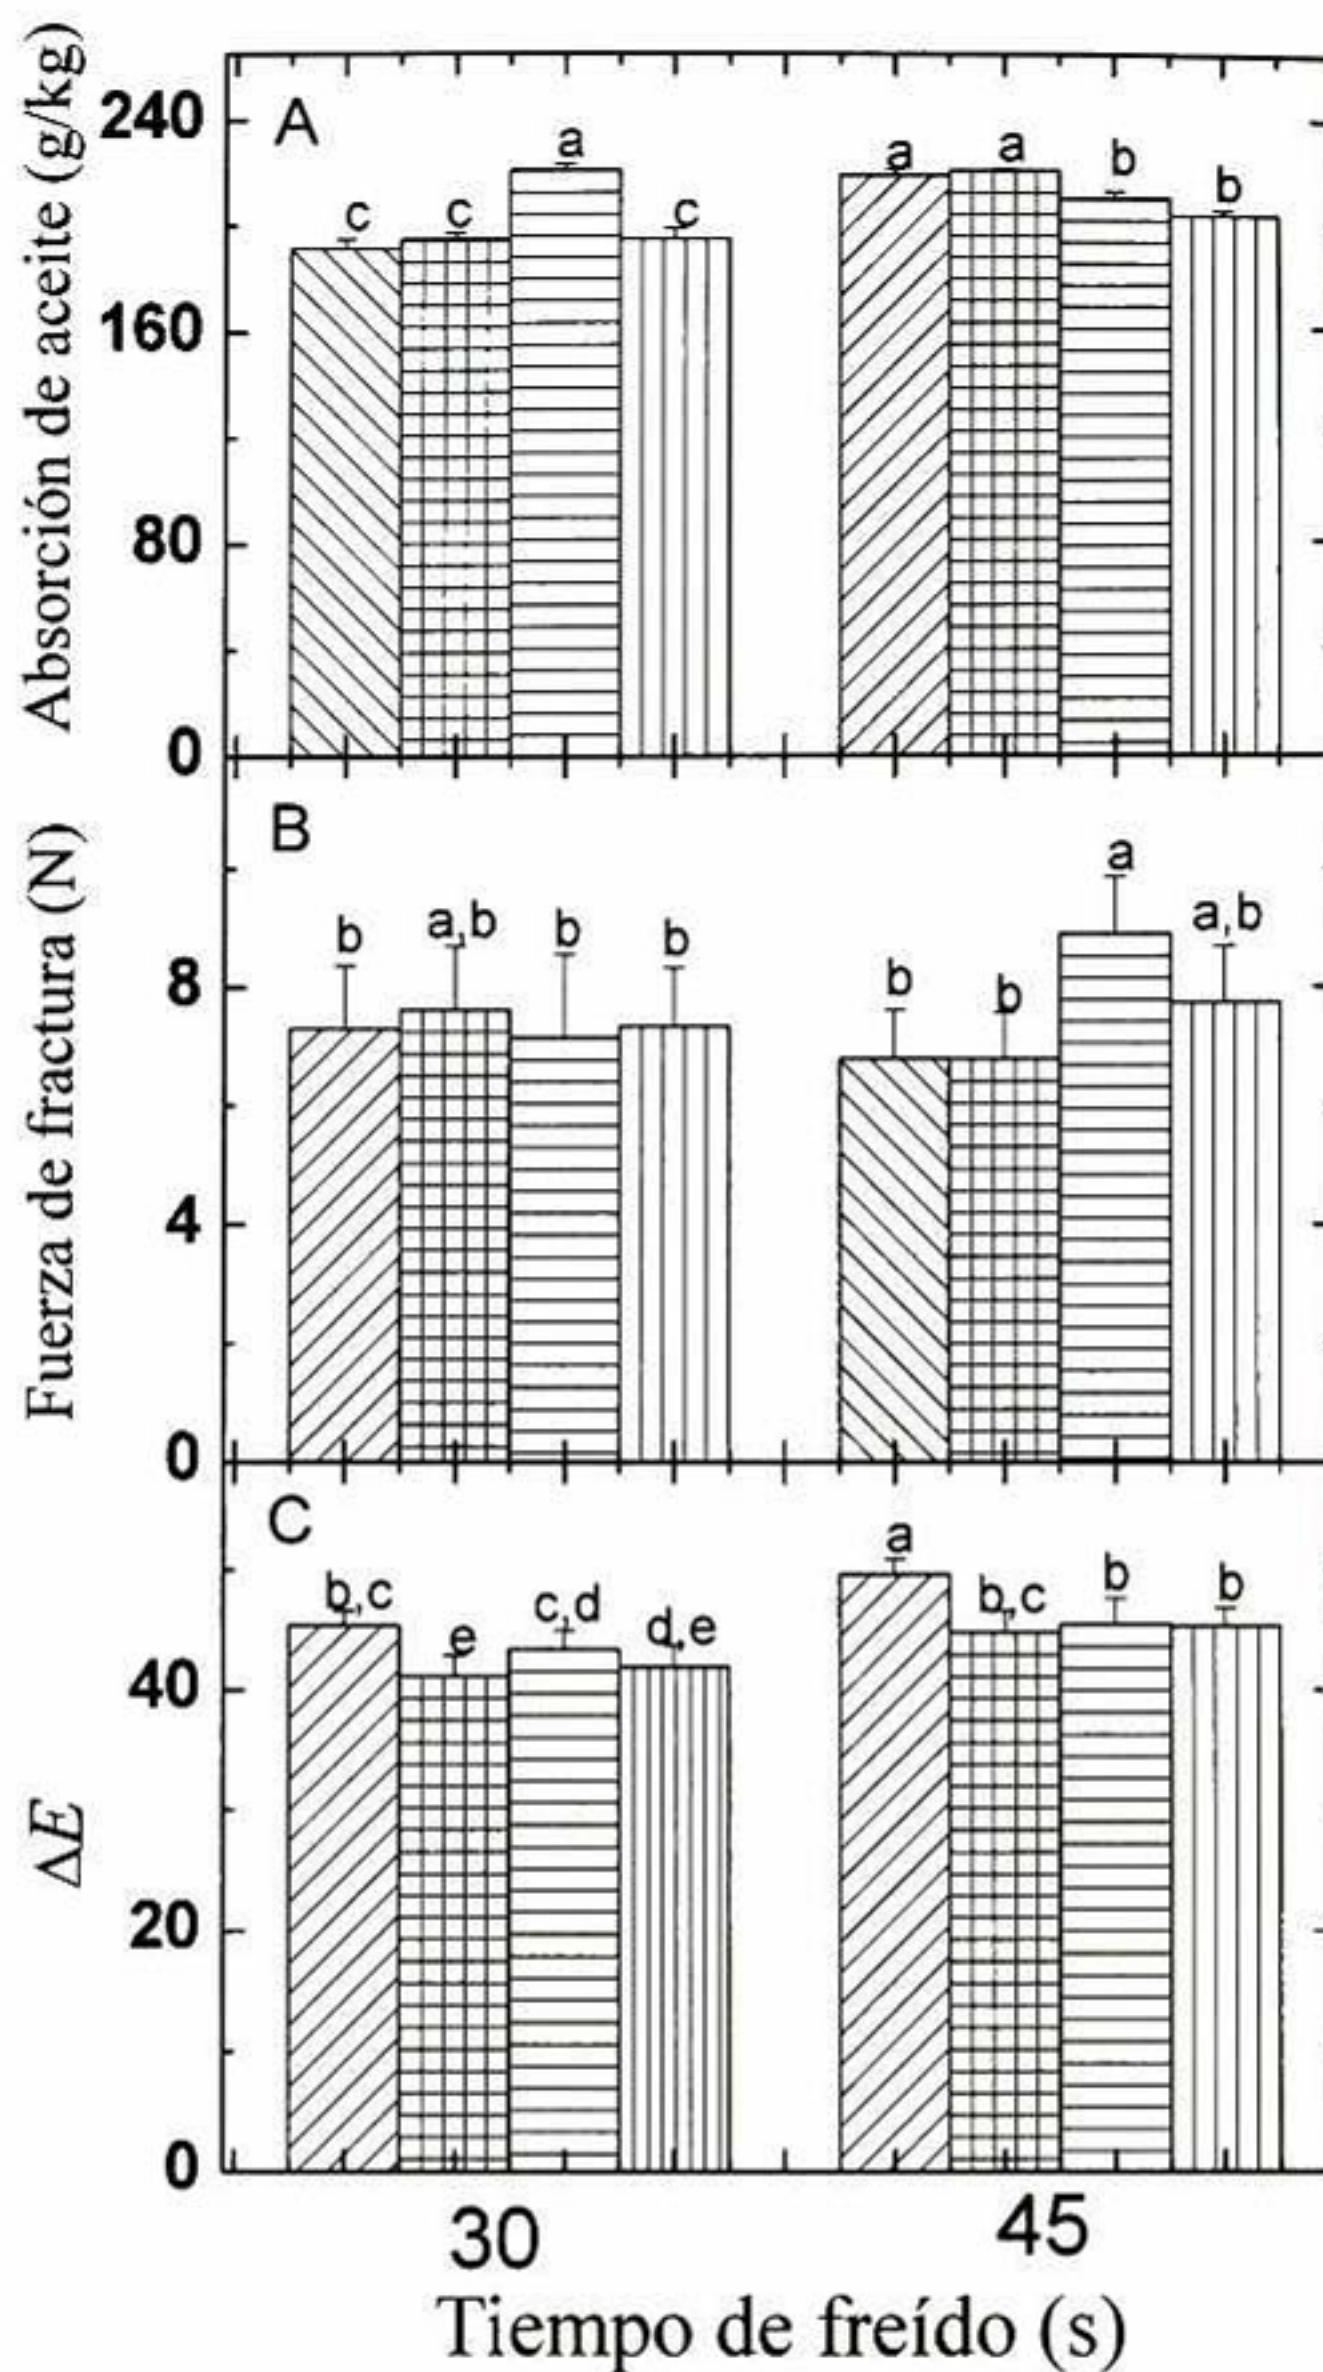 Absorción de aceite (g/kg)
240
160
80
0
A
c
c
a
c
a
a
b
b
Fuerza de fractura (N)
8
4
0
B
b
a,b
b
b
b
b
a
a,b
ΔE
40
20
0
C
b,c
e
c,d
d,e
a
b,c
b
b
30
45
Tiempo de freído (s)